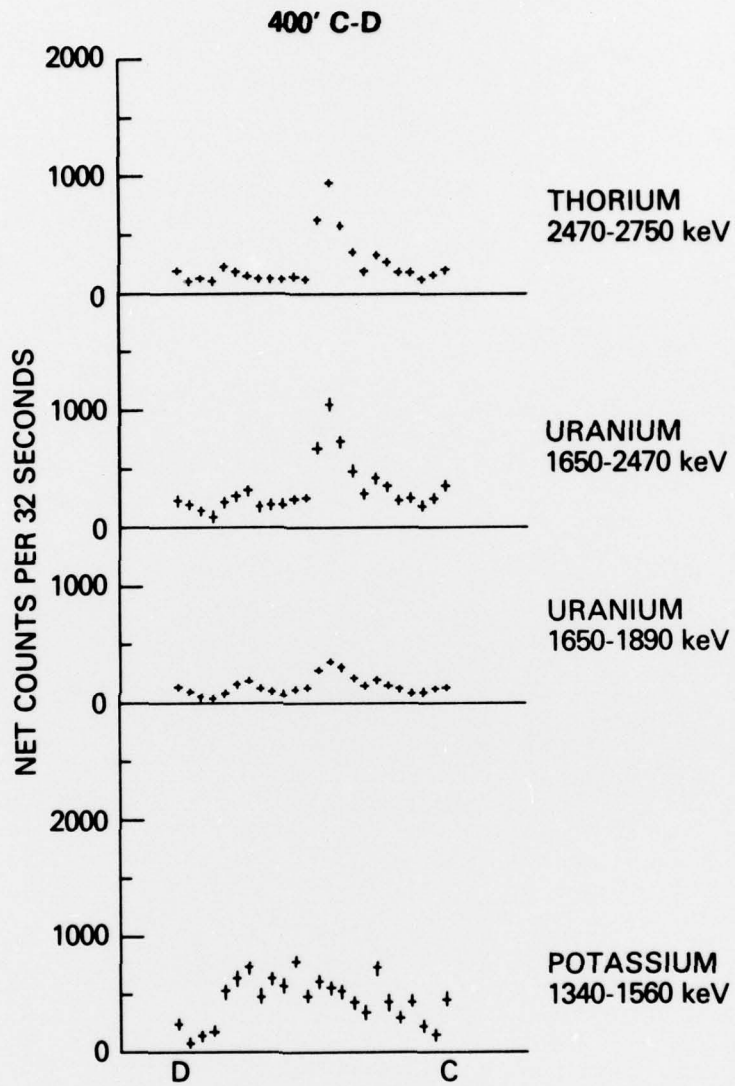 400' C-D
NET COUNTS PER 32 SECONDS
2000
1000
0
THORIUM
2470-2750 keV
1000
0
URANIUM
1650-2470 keV
1000
0
URANIUM
1650-1890 keV
2000
1000
0
POTASSIUM
1340-1560 keV
D
C